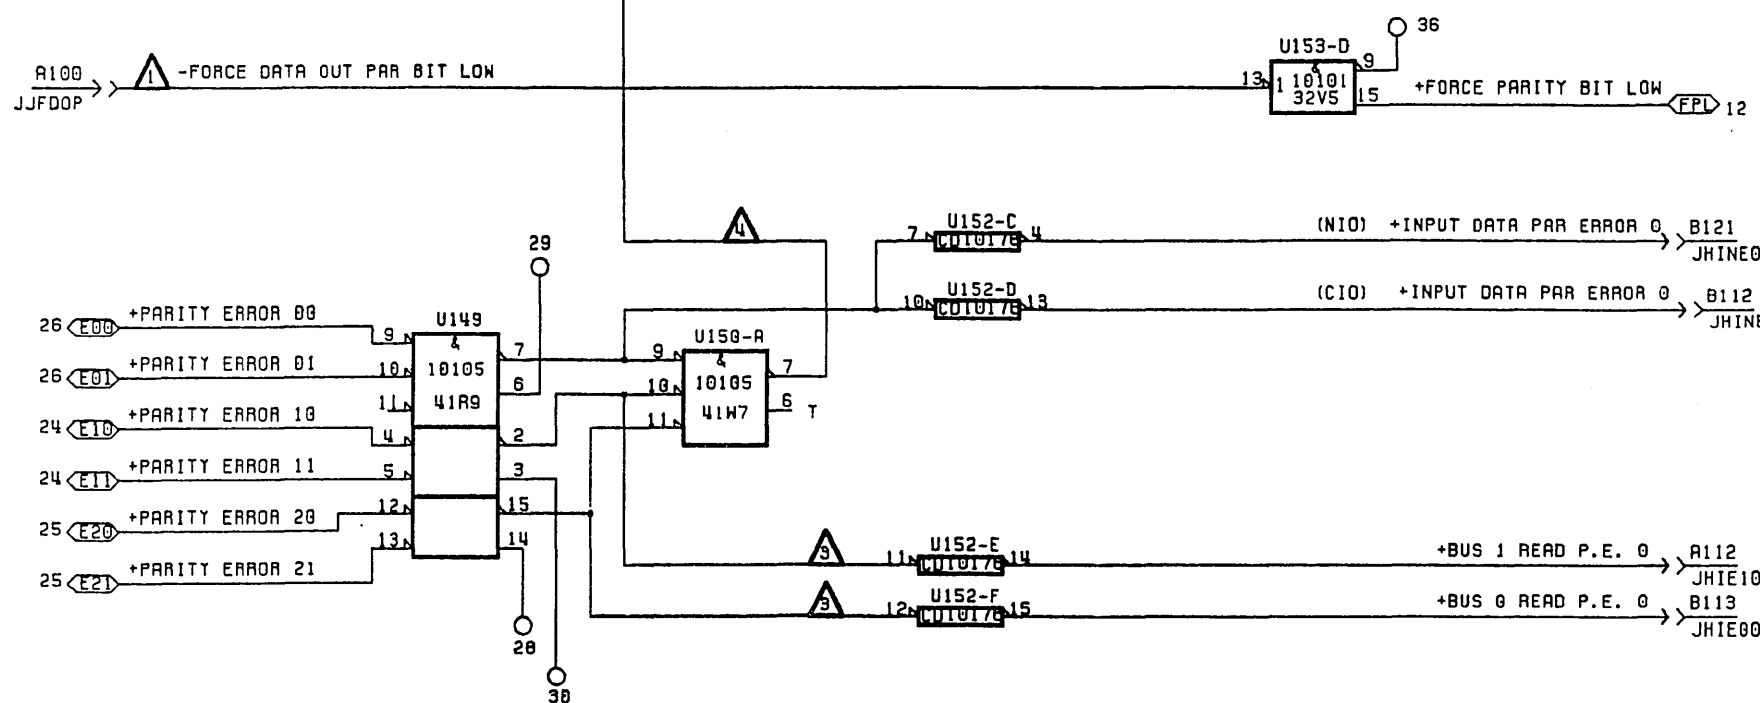 36
U153-D
A100
1
-FORCE DATA OUT PAR BIT LOW
JJFDOP
13
1
&
10101
32V5
9
15
+FORCE PARITY BIT LOW
FPL
12
4
29
U152-C
7
CD10176
4
(NIO) +INPUT DATA PAR ERROR 0
B121
JHINE0
U152-D
10
CD10176
13
(CIO) +INPUT DATA PAR ERROR 0
B112
26
E00
+PARITY ERROR 00
26
E01
+PARITY ERROR 01
24
E10
+PARITY ERROR 10
24
E11
+PARITY ERROR 11
25
E20
+PARITY ERROR 20
25
E21
+PARITY ERROR 21
U149
9
10
11
4
5
12
13
&
10105
41R9
7
6
2
3
15
14
U150-A
9
10
11
&
10105
41W7
7
6
T
28
30
3
11
U152-E
CD10176
14
+BUS 1 READ P.E. 0
A112
JHIE10
3
12
U152-F
CD10176
15
+BUS 0 READ P.E. 0
B113
JHIE00